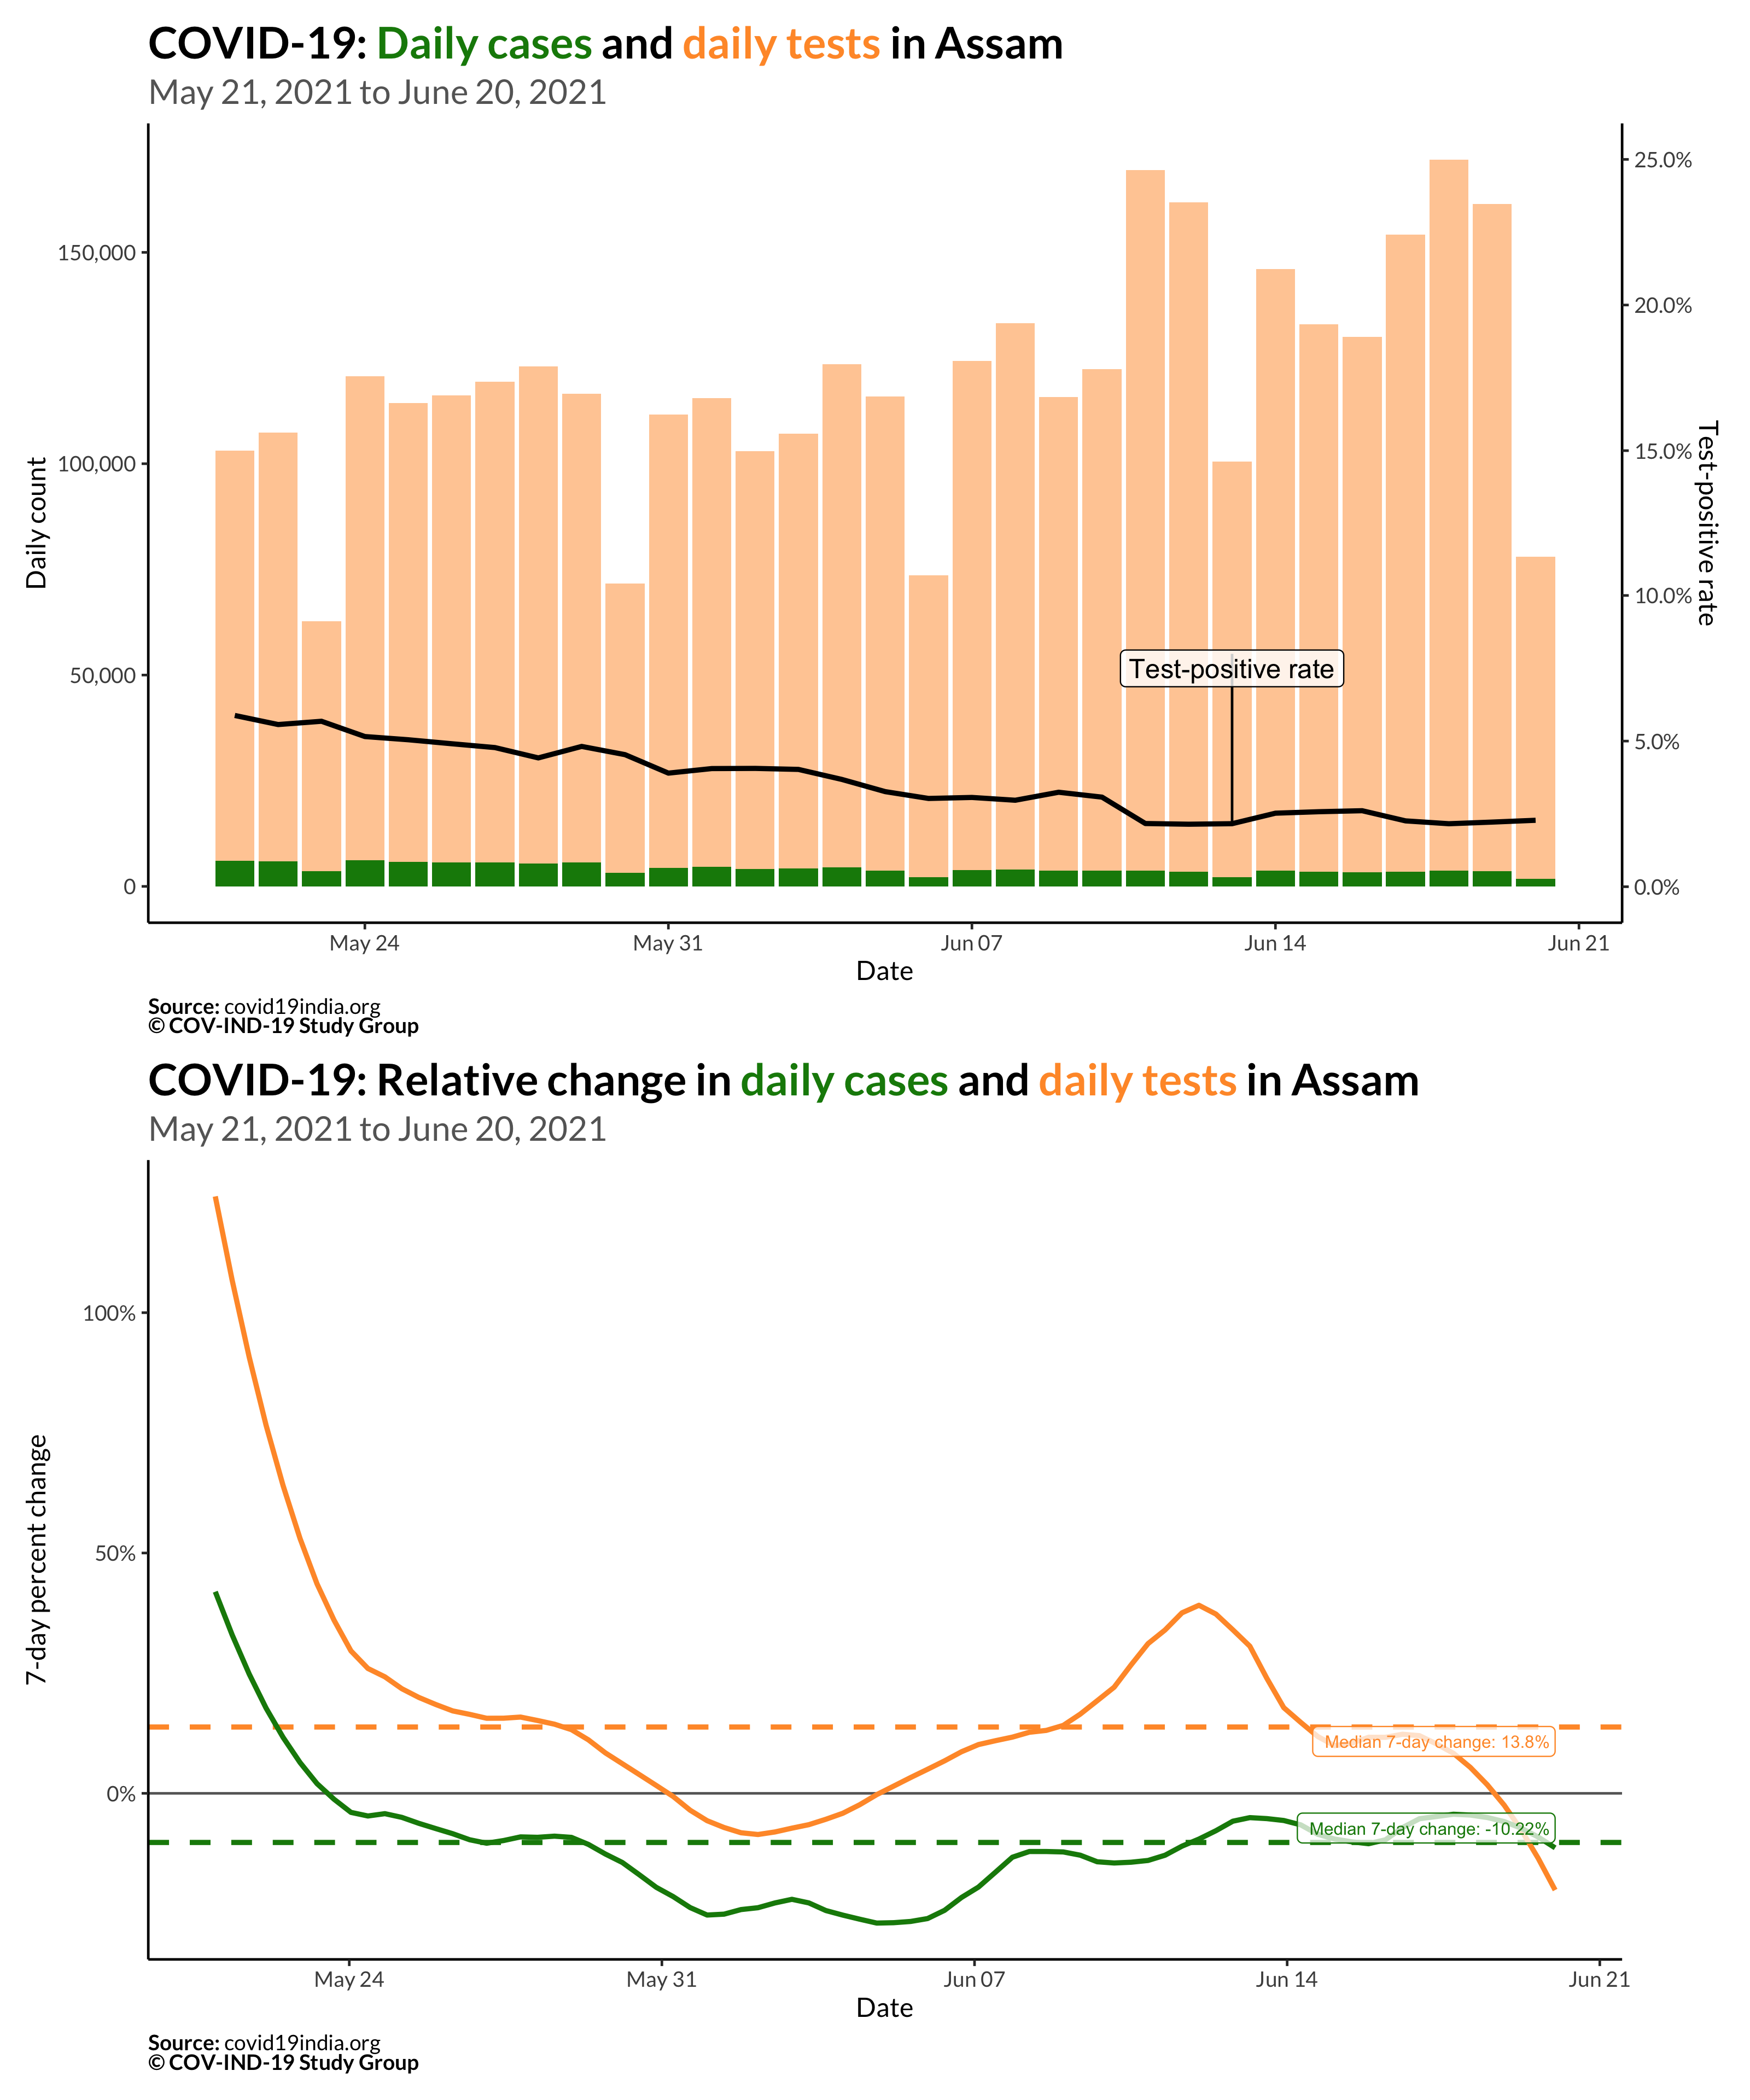 COVID-19: Daily cases and daily tests in Assam
May 21, 2021 to June 20, 2021
Daily count
150,000
100,000
50,000
0
25.0%
20.0%
15.0%
10.0%
5.0%
0.0%
Test-positive rate
Test-positive rate
May 24
May 31
Jun 07
Jun 14
Jun 21
Date
Source: covid19india.org
© COV-IND-19 Study Group
COVID-19: Relative change in daily cases and daily tests in Assam
May 21, 2021 to June 20, 2021
7-day percent change
100%
50%
0%
Median 7-day change: 13.8%
Median 7-day change: -10.22%
May 24
May 31
Jun 07
Jun 14
Jun 21
Date
Source: covid19india.org
© COV-IND-19 Study Group